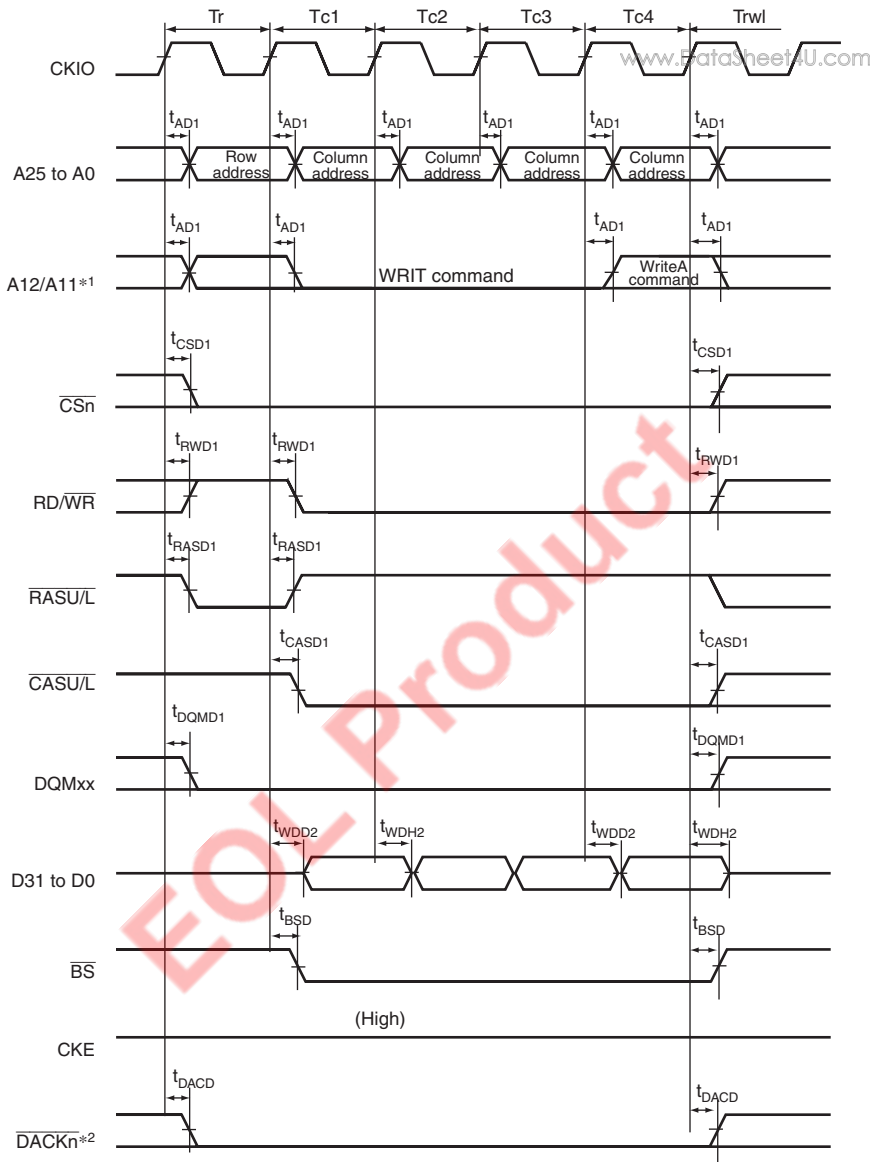 Tr Tc1 Tc2 Tc3 Tc4 Trwl
CKIO
www.DataSheet4U.com
tAD1 tAD1 tAD1 tAD1 tAD1 tAD1
A25 to A0
Row address
Column address
Column address
Column address
Column address
tAD1 tAD1 tAD1 tAD1
A12/A11*1
WRIT command
WriteA command
tCSD1 tCSD1
CSn
tRWD1 tRWD1 tRWD1
RD/WR
tRASD1 tRASD1
RASU/L
tCASD1 tCASD1
CASU/L
tDQMD1 tDQMD1
DQMxx
tWDD2 tWDH2 tWDD2 tWDH2
D31 to D0
tBSD tBSD
BS
(High)
CKE
tDACD tDACD
DACKn*2
EOL Product